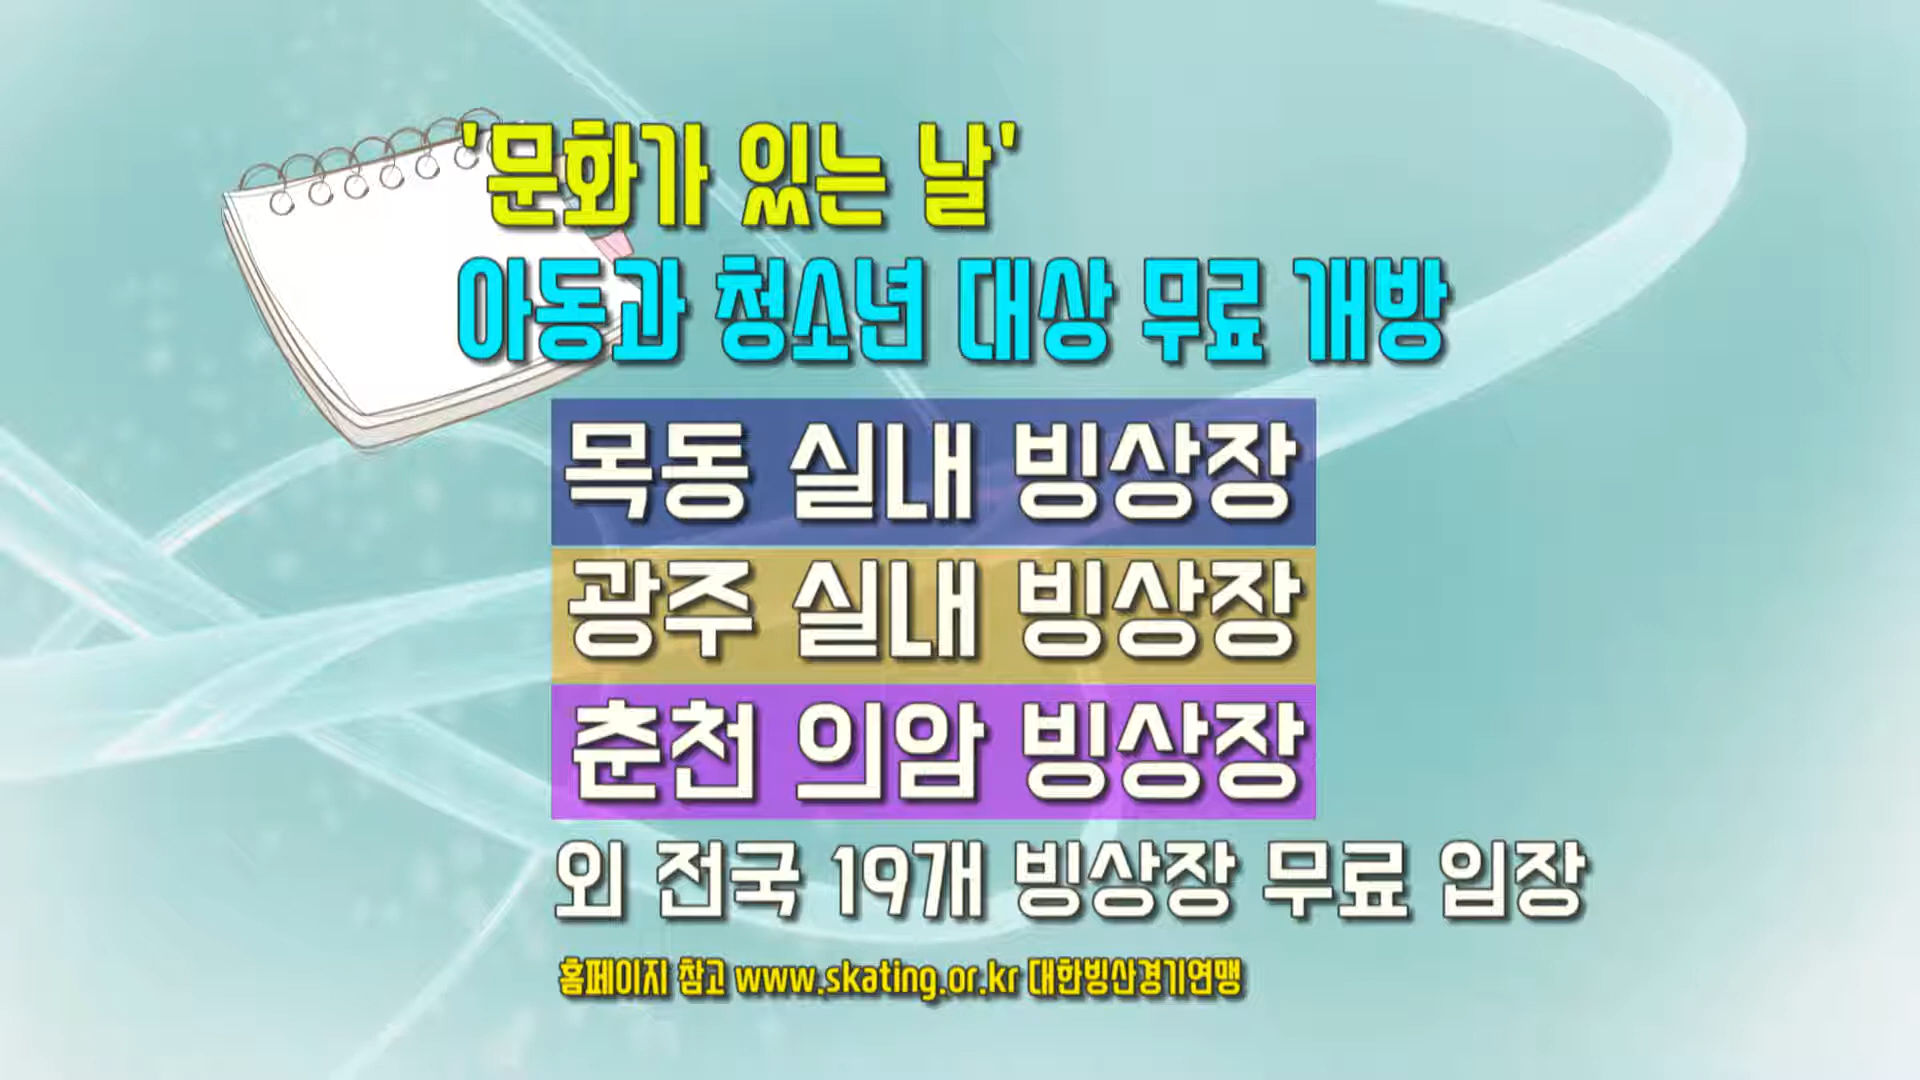 '문화가 있는 날'
아동과 청소년 대상 무료 개방
목동 실내 빙상장
광주 실내 빙상장
춘천 의암 빙상장
외 전국 19개 빙상장 무료 입장
홈페이지 참고 www.skating.or.kr 대한빙상경기연맹